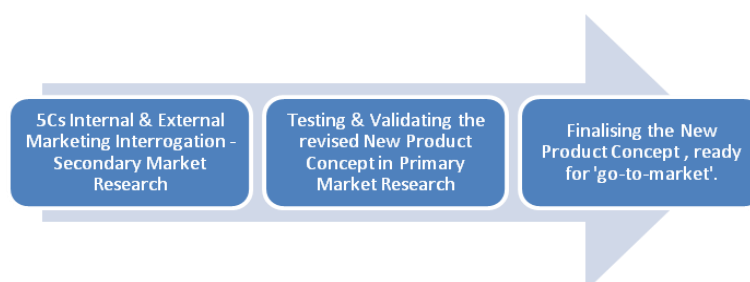 5Cs Internal & External
Marketing Interrogation -
Secondary Market
Research
Testing & Validating the
revised New Product
Concept in Primary
Market Research
Finalising the New
Product Concept , ready
for 'go-to-market'.